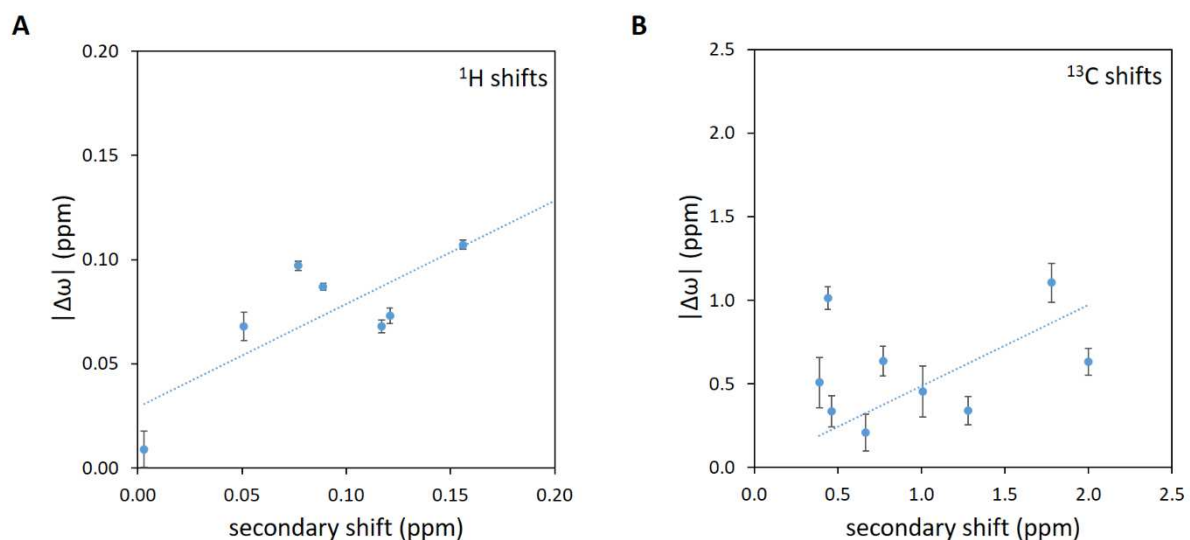 A
B
0.20
0.15
0.10
0.05
0.00
|Δω| (ppm)
¹H shifts
0.00 0.05 0.10 0.15 0.20
secondary shift (ppm)
2.5
2.0
1.5
1.0
0.5
0.0
|Δω| (ppm)
¹³C shifts
0.0 0.5 1.0 1.5 2.0 2.5
secondary shift (ppm)